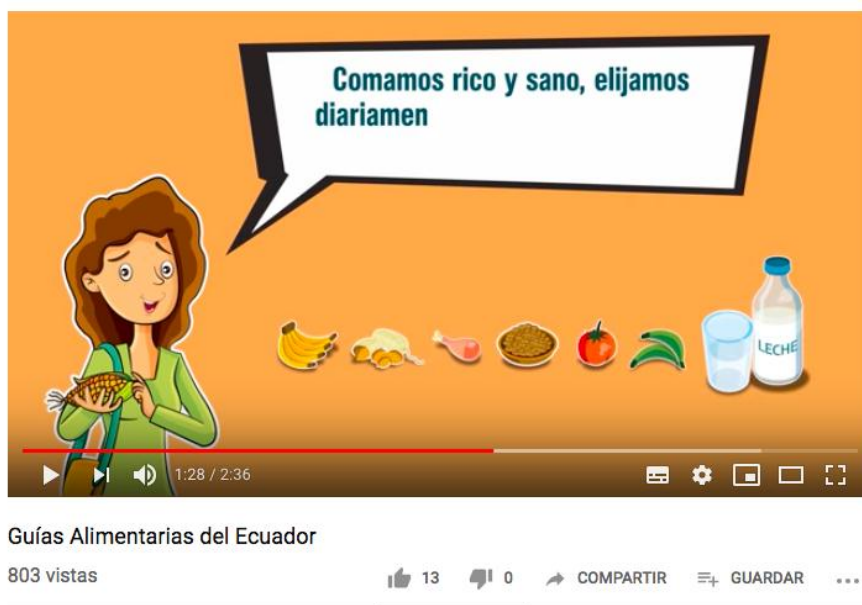 Comamos rico y sano, elijamos
diariamen
LECHE
1:28 / 2:36
Guías Alimentarias del Ecuador
803 vistas
13
0
COMPARTIR
GUARDAR